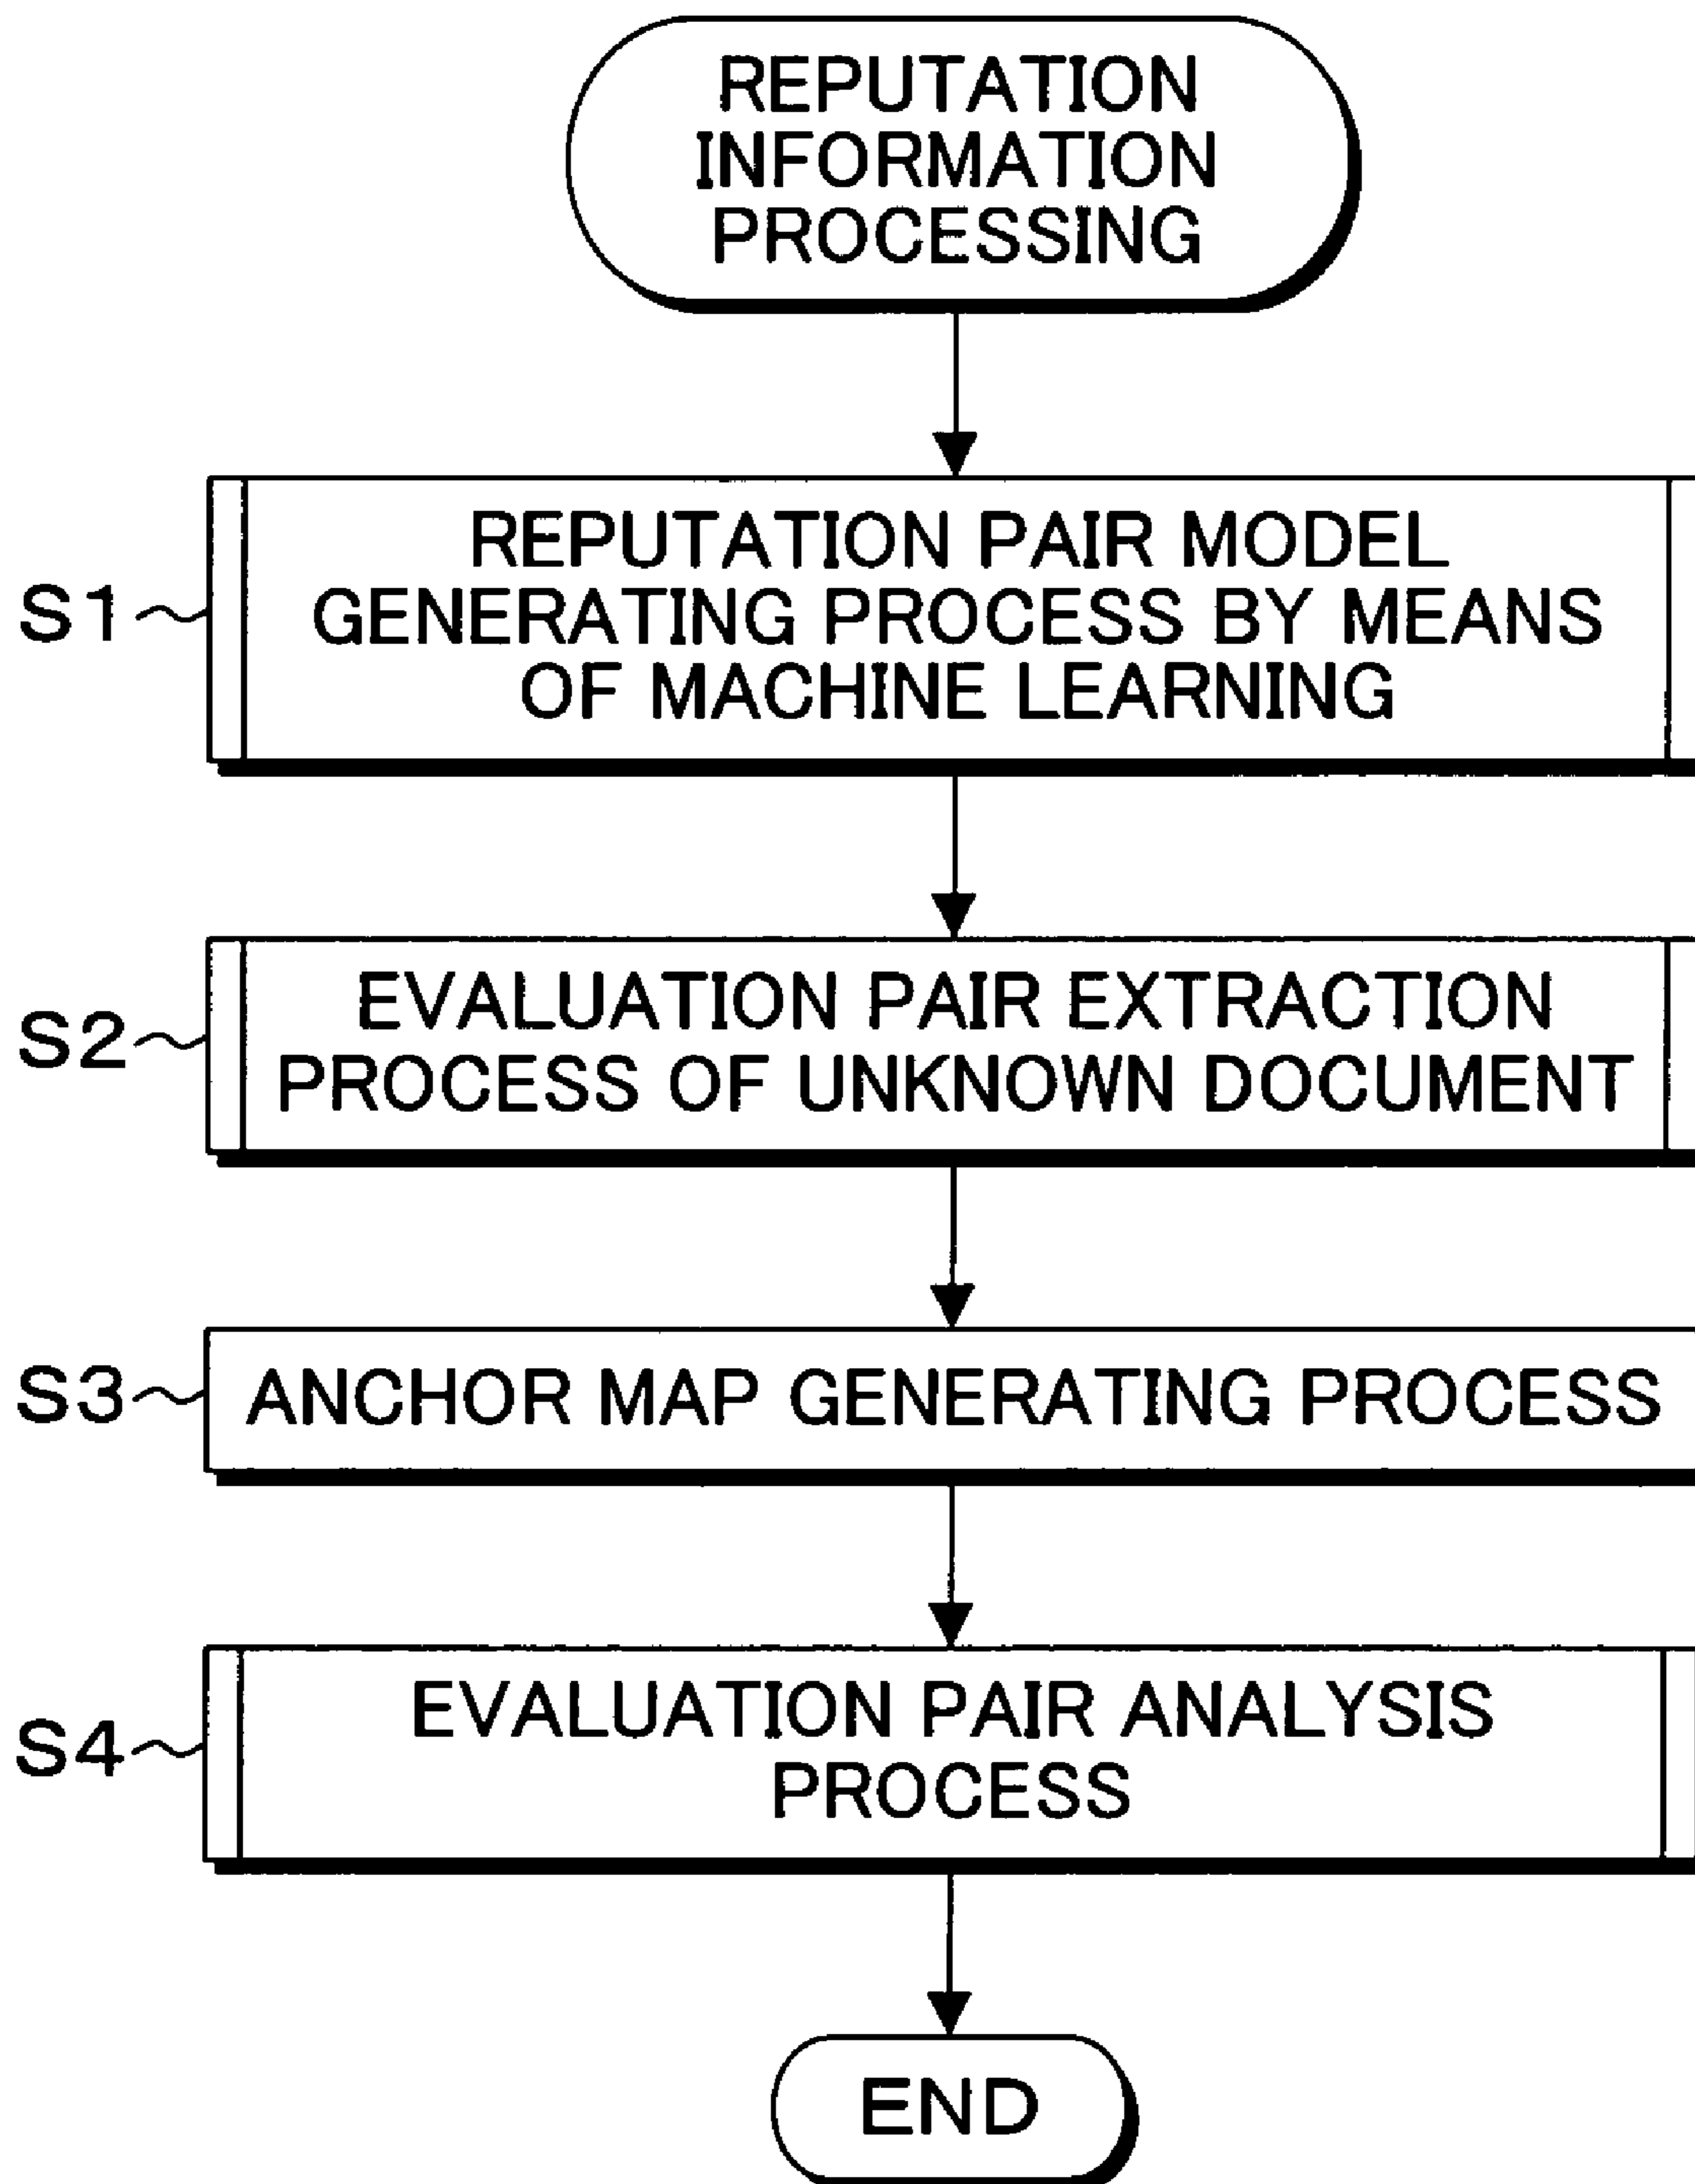 REPUTATION
INFORMATION
PROCESSING
S1
REPUTATION PAIR MODEL
GENERATING PROCESS BY MEANS
OF MACHINE LEARNING
S2
EVALUATION PAIR EXTRACTION
PROCESS OF UNKNOWN DOCUMENT
S3
ANCHOR MAP GENERATING PROCESS
S4
EVALUATION PAIR ANALYSIS
PROCESS
END